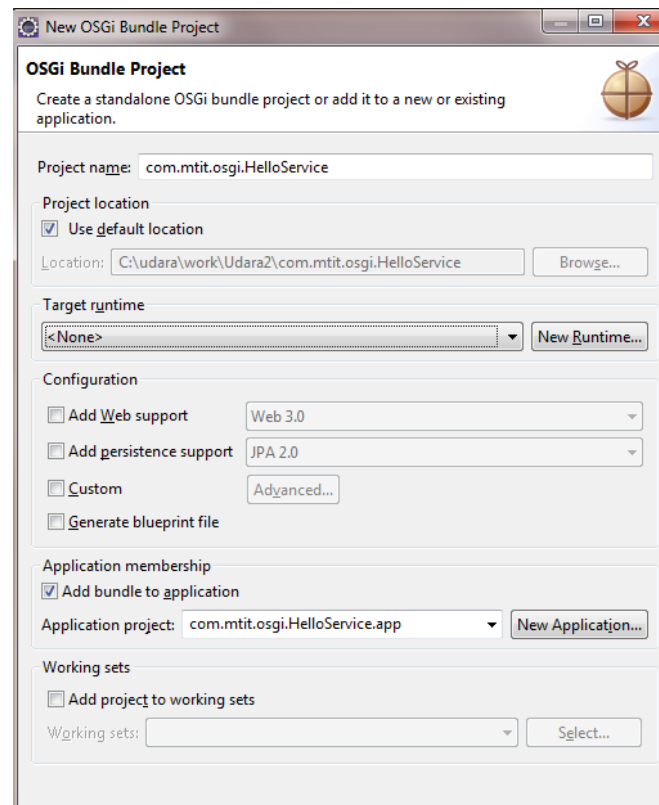 New OSGi Bundle Project
OSGi Bundle Project
Create a standalone OSGi bundle project or add it to a new or existing
application.
Project name: com.mtit.osgi.HelloService
Project location
Use default location
Location: C:\udara\work\Udara2\com.mtit.osgi.HelloService Browse...
Target runtime
<None> New Runtime...
Configuration
Add Web support Web 3.0
Add persistence support JPA 2.0
Custom Advanced...
Generate blueprint file
Application membership
Add bundle to application
Application project: com.mtit.osgi.HelloService.app New Application...
Working sets
Add project to working sets
Working sets: Select...